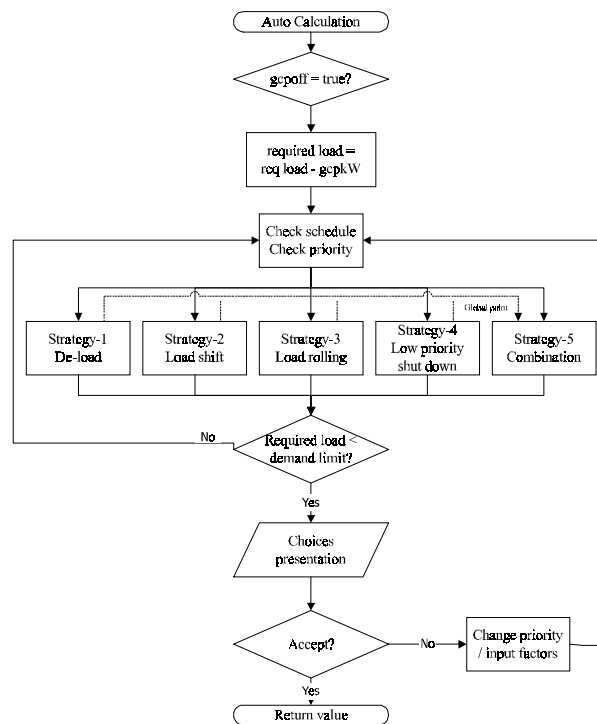 Auto Calculation
gcpoff = true?
required load =
req load - gcpkW
Check schedule
Check priority
Global point
Strategy-1
De-load
Strategy-2
Load shift
Strategy-3
Load rolling
Strategy-4
Low priority
shut down
Strategy-5
Combination
No
Required load <
demand limit?
Yes
Choices
presentation
Accept?
No
Change priority
/ input factors
Yes
Return value